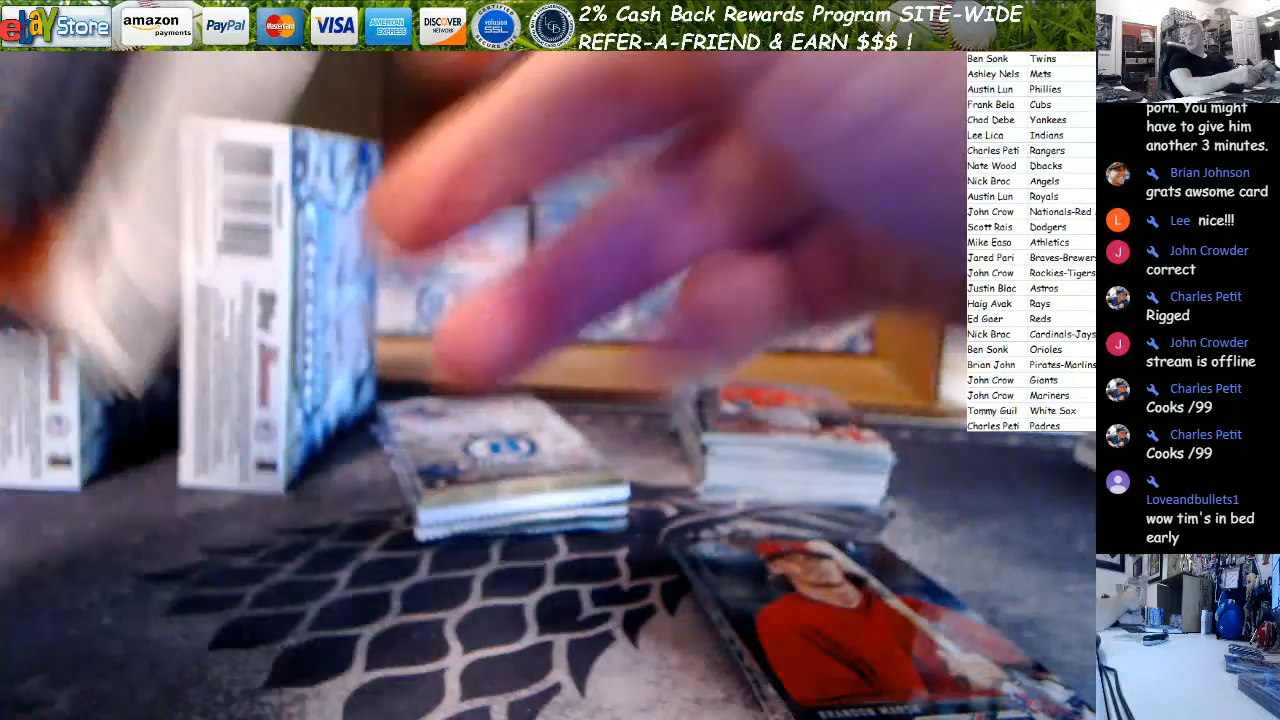 ebay Store
amazon
payments
PayPal
MasterCard
VISA
AMERICAN
EXPRESS
DISCOVER
NETWORK
volusion
SSL
2% Cash Back Rewards Program SITE-WIDE
REFER-A-FRIEND & EARN $$$ !
Ben Sonk Twins
Ashley Nels Mets
Austin Lun Phillies
Frank Bela Cubs
Chad Debe Yankees
Lee Lica Indians
Charles Peti Rangers
Nate Wood Dbacks
Nick Broc Angels
Austin Lun Royals
John Crow Nationals-Red
Scott Rais Dodgers
Mike Easo Athletics
Jared Pari Braves-Brewers
John Crow Rockies-Tigers
Justin Blac Astros
Haig Avak Rays
Ed Gaer Reds
Nick Broc Cardinals-Jays
Ben Sonk Orioles
Brian John Pirates-Marlins
John Crow Giants
John Crow Mariners
Tommy Guil White Sox
Charles Peti Padres
porn. You might
have to give him
another 3 minutes.
Brian Johnson
grats awsome card
L Lee nice!!!
J John Crowder
correct
Charles Petit
Rigged
J John Crowder
stream is offline
Charles Petit
Cooks /99
Charles Petit
Cooks /99
Loveandbullets1
wow tim's in bed
early
BRANDON MARSH